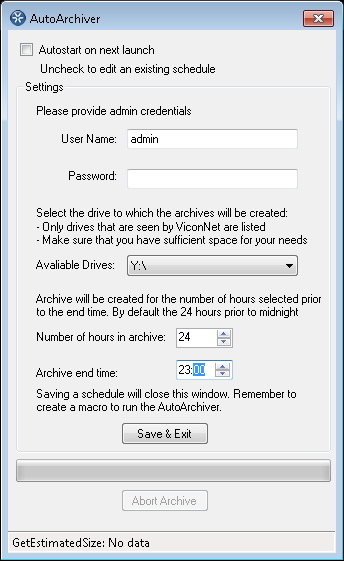 AutoArchiver
Autostart on next launch
Uncheck to edit an existing schedule
Settings
Please provide admin credentials
User Name: admin
Password:
Select the drive to which the archives will be created:
- Only drives that are seen by ViconNet are listed
- Make sure that you have sufficient space for your needs
Avaliable Drives: Y:\
Archive will be created for the number of hours selected prior
to the end time. By default the 24 hours prior to midnight
Number of hours in archive: 24
Archive end time: 23:00
Saving a schedule will close this window. Remember to
create a macro to run the AutoArchiver.
Save & Exit
Abort Archive
GetEstimatedSize: No data